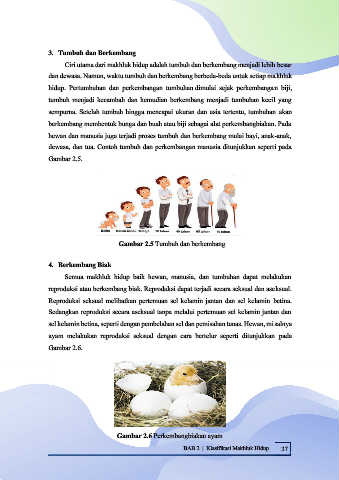 3. Tumbuh dan Berkembang
Ciri utama dari makhluk hidup adalah tumbuh dan berkembang menjadi lebih besar
dan dewasa. Namun, waktu tumbuh dan berkembang berbeda-beda untuk setiap makhluk
hidup. Pertumbuhan dan perkembangan tumbuhan dimulai sejak perkembangan biji,
tumbuh menjadi kecambah dan kemudian berkembang menjadi tumbuhan kecil yang
sempurna. Setelah tumbuh hingga mencapai ukuran dan usia tertentu, tumbuhan akan
berkembang membentuk bunga dan buah atau biji sebagai alat perkembangbiakan. Pada
hewan dan manusia juga terjadi proses tumbuh dan berkembang mulai bayi, anak-anak,
dewasa, dan tua. Contoh tumbuh dan perkembangan manusia ditunjukkan seperti pada
Gambar 2.5.
Gambar 2.5 Tumbuh dan berkembang
4. Berkembang Biak
Semua makhluk hidup baik hewan, manusia, dan tumbuhan dapat melakukan
reproduksi atau berkembang biak. Reproduksi dapat terjadi secara seksual dan aseksual.
Reproduksi seksual melibatkan pertemuan sel kelamin jantan dan sel kelamin betina.
Sedangkan reproduksi secara aseksual tanpa melalui pertemuan sel kelamin jantan dan
sel kelamin betina, seperti dengan pembelahan sel dan pemisahan tunas. Hewan, misalnya
ayam melakukan reproduksi seksual dengan cara bertelur seperti ditunjukkan pada
Gambar 2.6.
Gambar 2.6 Perkembangbiakan ayam
BAB 2 | Klasifikasi Makhluk Hidup 37